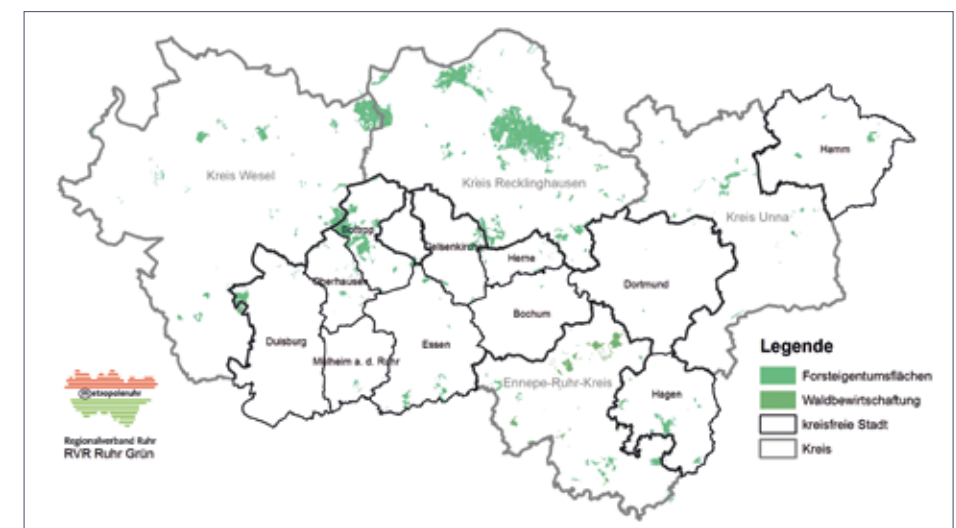 Hamm
Kreis Wesel
Kreis Recklinghausen
Kreis Unna
Bottrop
Gelsenkirch
Herne
Oberhausen
Dortmund
Bochum
Duisburg
Essen
Mülheim a. d. Ruhr
Ennepe-Ruhr-Kreis
Hagen
Legende
Forsteigentumsflächen
Waldbewirtschaftung
kreisfreie Stadt
Kreis
metropoleruhr
Regionalverband Ruhr
RVR Ruhr Grün